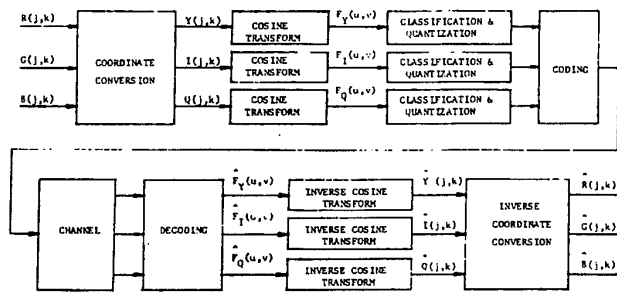 R(j,k)
G(j,k)
B(j,k)
COORDINATE
CONVERSION
Y(j,k)
I(j,k)
Q(j,k)
COSINE
TRANSFORM
COSINE
TRANSFORM
COSINE
TRANSFORM
F_Y(u,v)
F_I(u,v)
F_Q(u,v)
CLASSIFICATION &
QUANTIZATION
CLASSIFICATION &
QUANTIZATION
CLASSIFICATION &
QUANTIZATION
CODING
CHANNEL
DECODING
F̂_Y(u,v)
F̂_I(u,v)
F̂_Q(u,v)
INVERSE COSINE
TRANSFORM
INVERSE COSINE
TRANSFORM
INVERSE COSINE
TRANSFORM
Ŷ (j,k)
Î(j,k)
Q̂(j,k)
INVERSE
COORDINATE
CONVERSION
R̂(j,k)
Ĝ(j,k)
B̂(j,k)